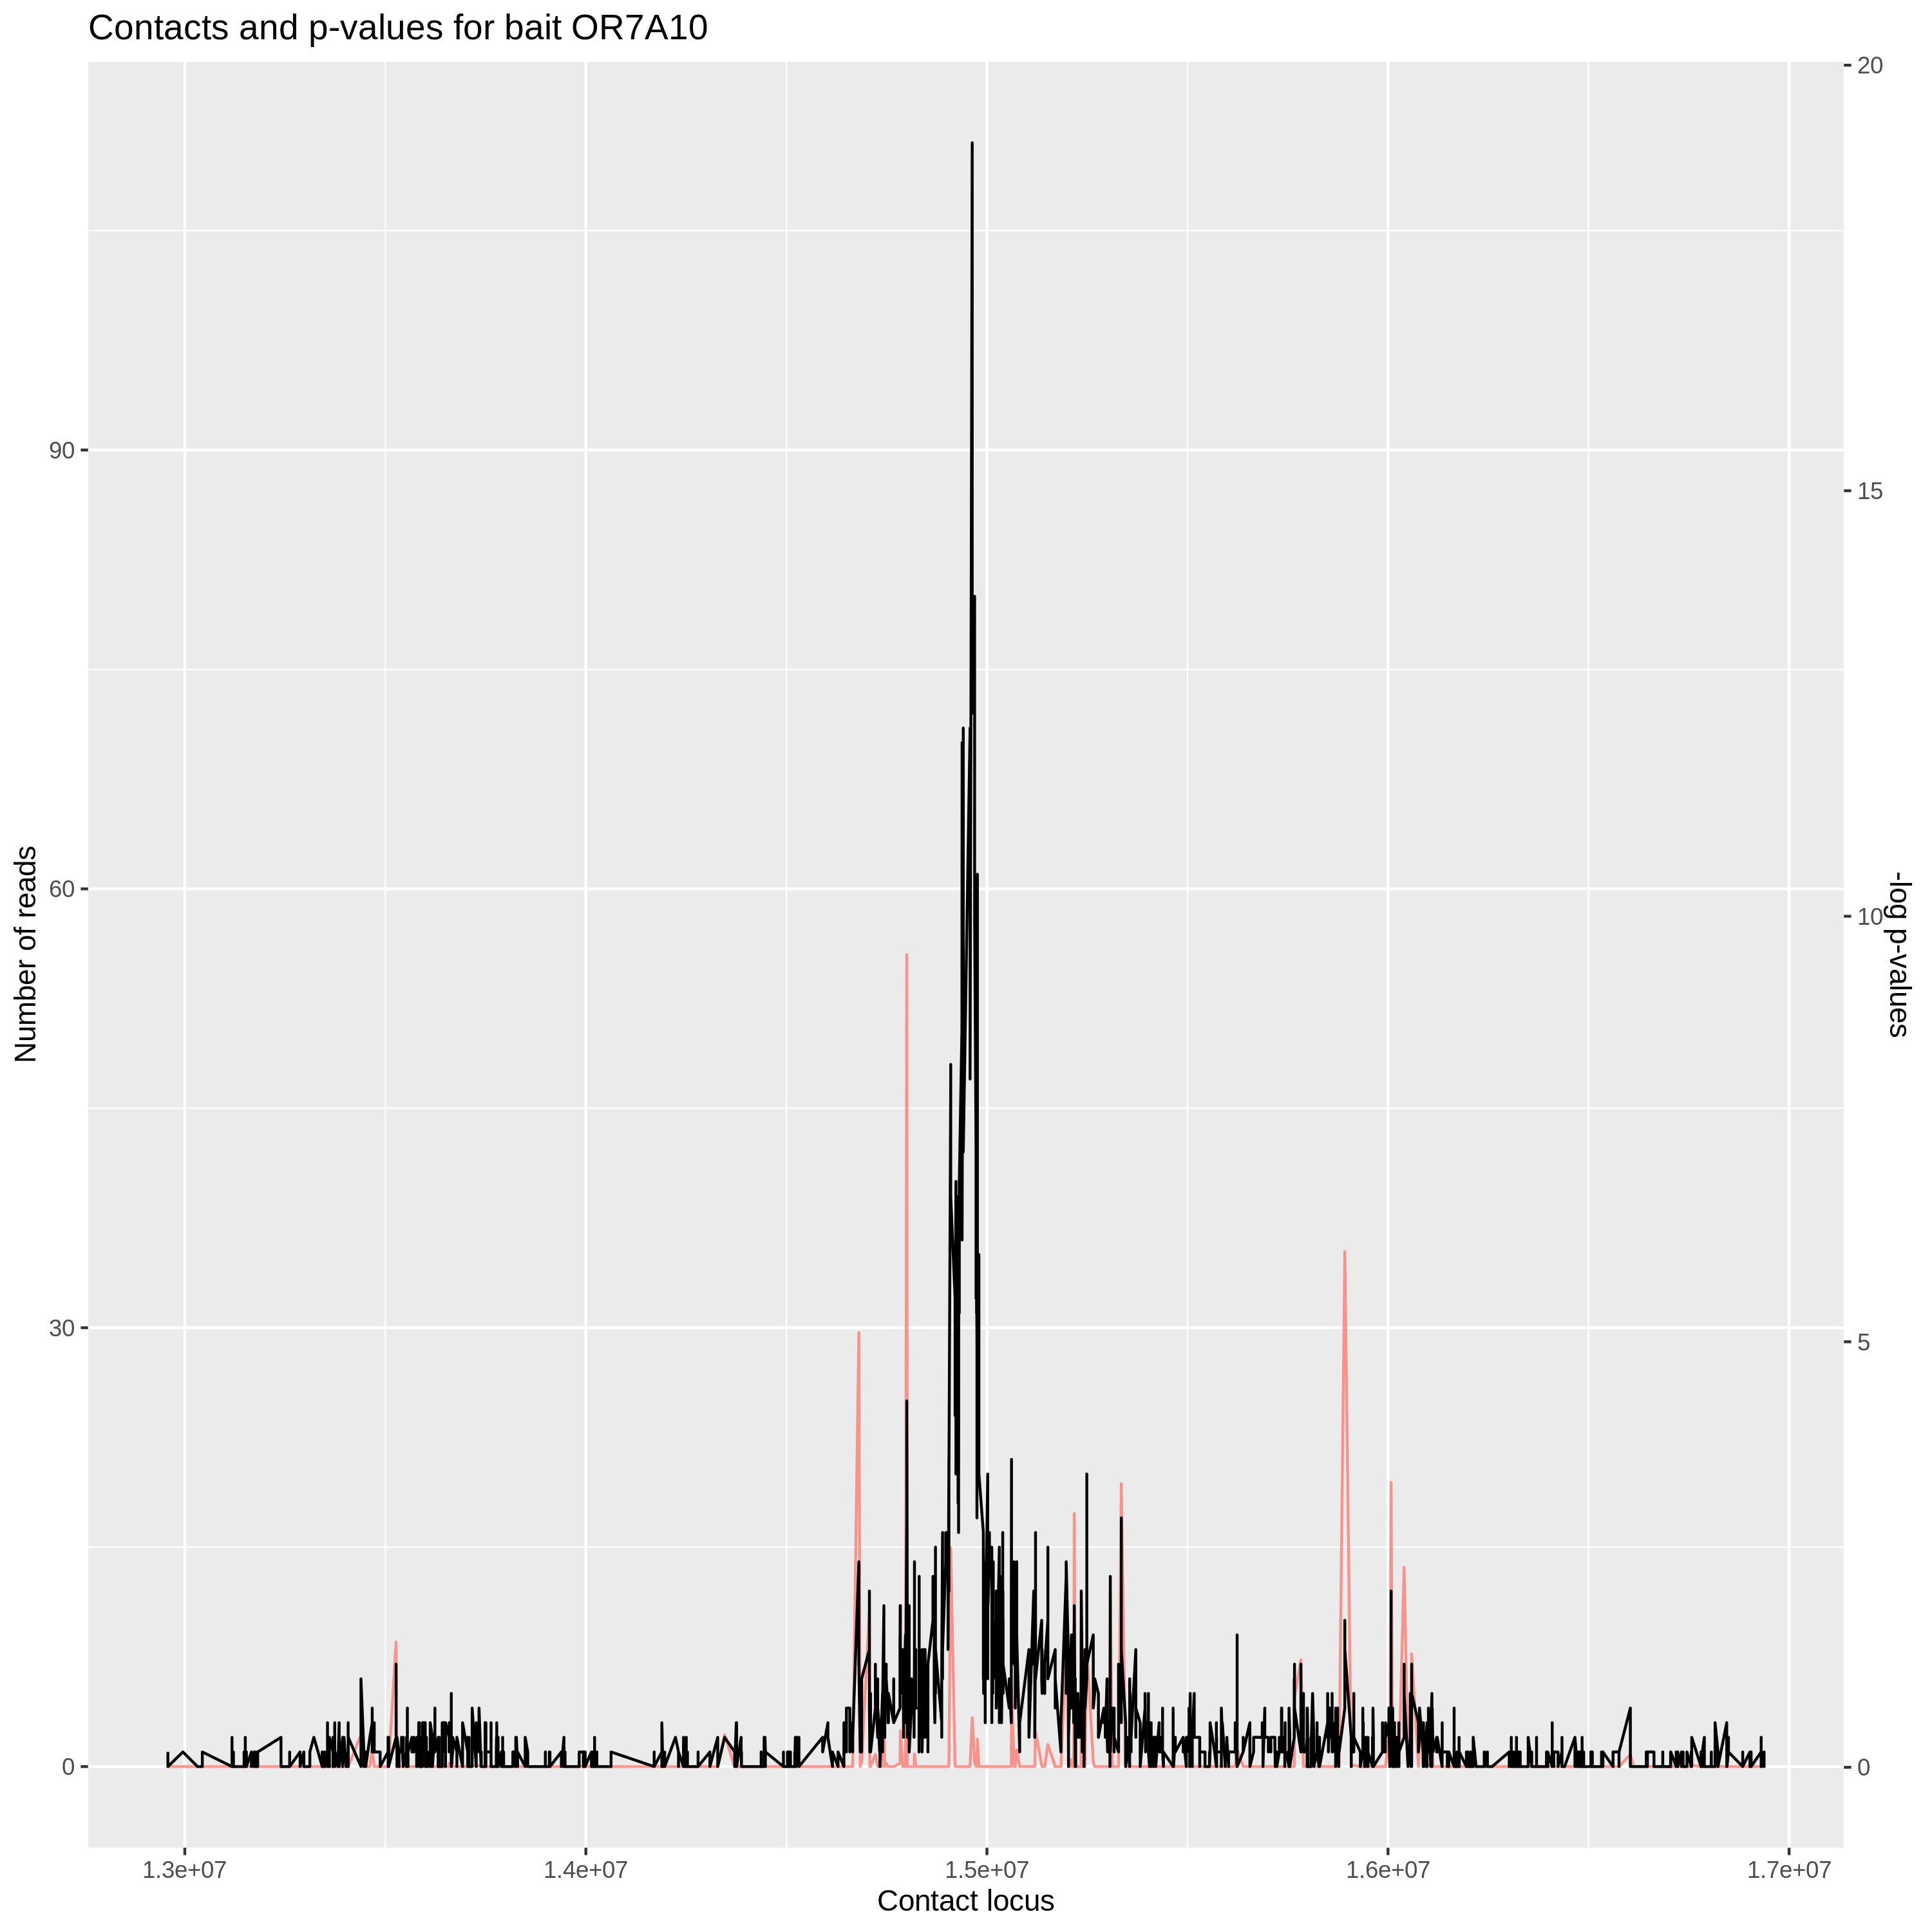 Contacts and p-values for bait OR7A10
20
90
15
60
10
30
5
0
0
Number of reads
-log p-values
1.3e+07
1.4e+07
1.5e+07
1.6e+07
1.7e+07
Contact locus